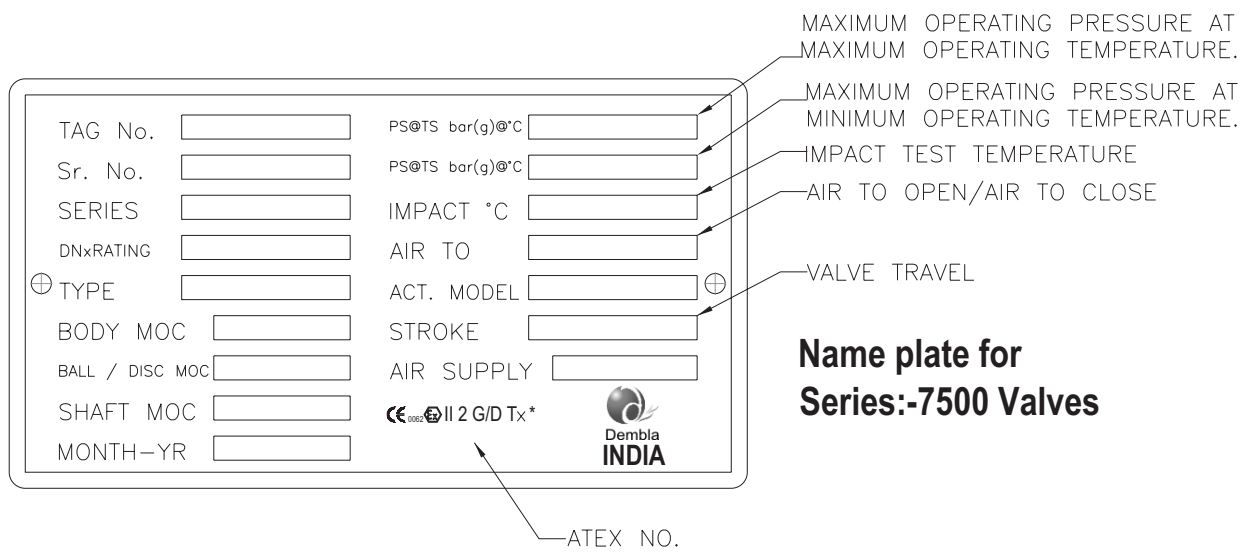 MAXIMUM OPERATING PRESSURE AT
MAXIMUM OPERATING TEMPERATURE.
MAXIMUM OPERATING PRESSURE AT
MINIMUM OPERATING TEMPERATURE.
IMPACT TEST TEMPERATURE
AIR TO OPEN/AIR TO CLOSE
VALVE TRAVEL
TAG No.
Sr. No.
SERIES
DNxRATING
TYPE
BODY MOC
BALL / DISC MOC
SHAFT MOC
MONTH-YR
PS@TS bar(g)@°C
PS@TS bar(g)@°C
IMPACT °C
AIR TO
ACT. MODEL
STROKE
AIR SUPPLY
CE 0062 Ex II 2 G/D Tx*
Dembla
INDIA
Name plate for
Series:-7500 Valves
ATEX NO.